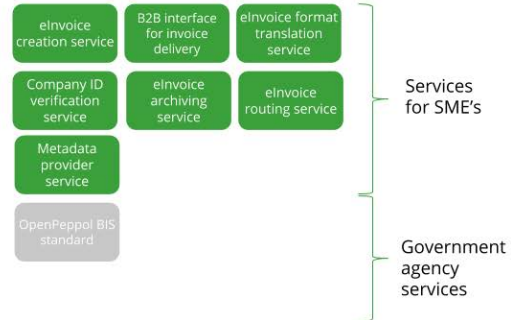 eInvoice
creation service
B2B interface
for invoice
delivery
eInvoice format
translation
service
Company ID
verification
service
eInvoice
archiving
service
eInvoice
routing service
Metadata
provider
service
Services
for SME's
OpenPeppol BIS
standard
Government
agency
services